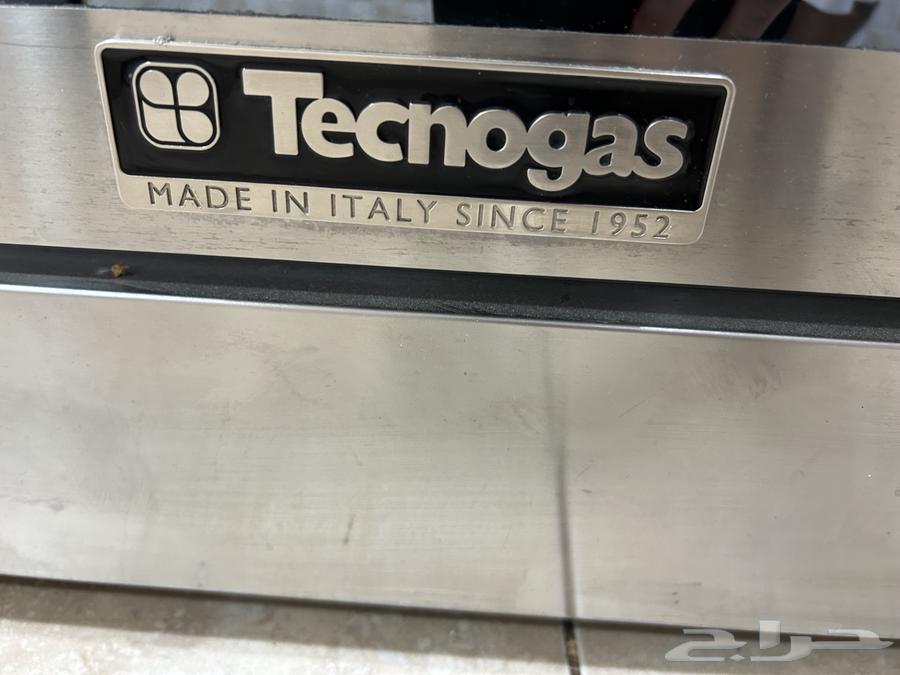 Tecnogas
MADE IN ITALY SINCE 1952
حراج